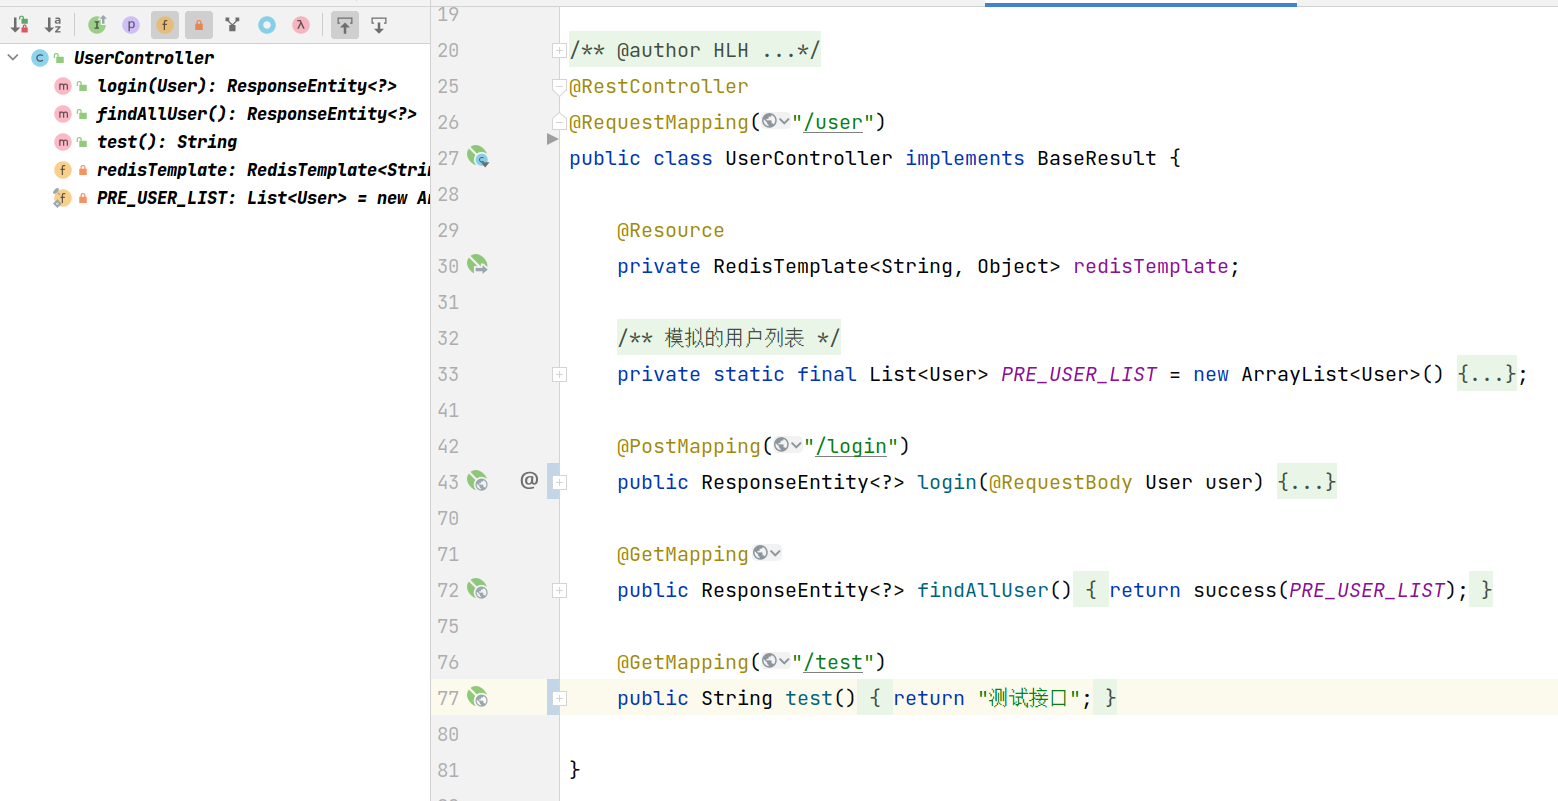 UserController
login(User): ResponseEntity<?>
findAllUser(): ResponseEntity<?>
test(): String
redisTemplate: RedisTemplate<Strin
PRE_USER_LIST: List<User> = new A
19
20 /** @author HLH ...*/
25 @RestController
26 @RequestMapping("/user")
27 public class UserController implements BaseResult {
28
29 @Resource
30 private RedisTemplate<String, Object> redisTemplate;
31
32 /** 模拟的用户列表 */
33 private static final List<User> PRE_USER_LIST = new ArrayList<User>() {...};
41
42 @PostMapping("/login")
43 @ public ResponseEntity<?> login(@RequestBody User user) {...}
70
71 @GetMapping
72 public ResponseEntity<?> findAllUser() { return success(PRE_USER_LIST); }
75
76 @GetMapping("/test")
77 public String test() { return "测试接口"; }
80
81 }